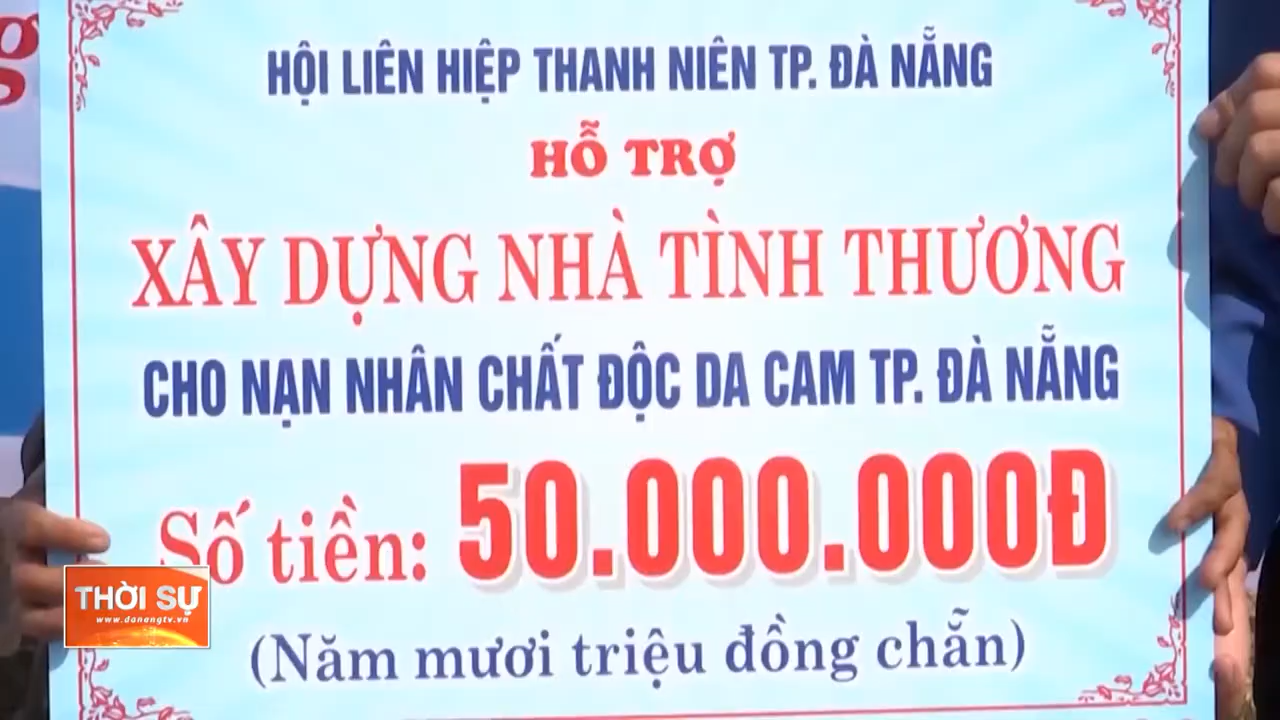 g
HỘI LIÊN HIỆP THANH NIÊN TP. ĐÀ NẴNG
HỖ TRỢ
XÂY DỰNG NHÀ TÌNH THƯƠNG
CHO NẠN NHÂN CHẤT ĐỘC DA CAM TP. ĐÀ NẴNG
Số tiền: 50.000.000Đ
(Năm mươi triệu đồng chẵn)
THỜI SỰ
www.danangtv.vn